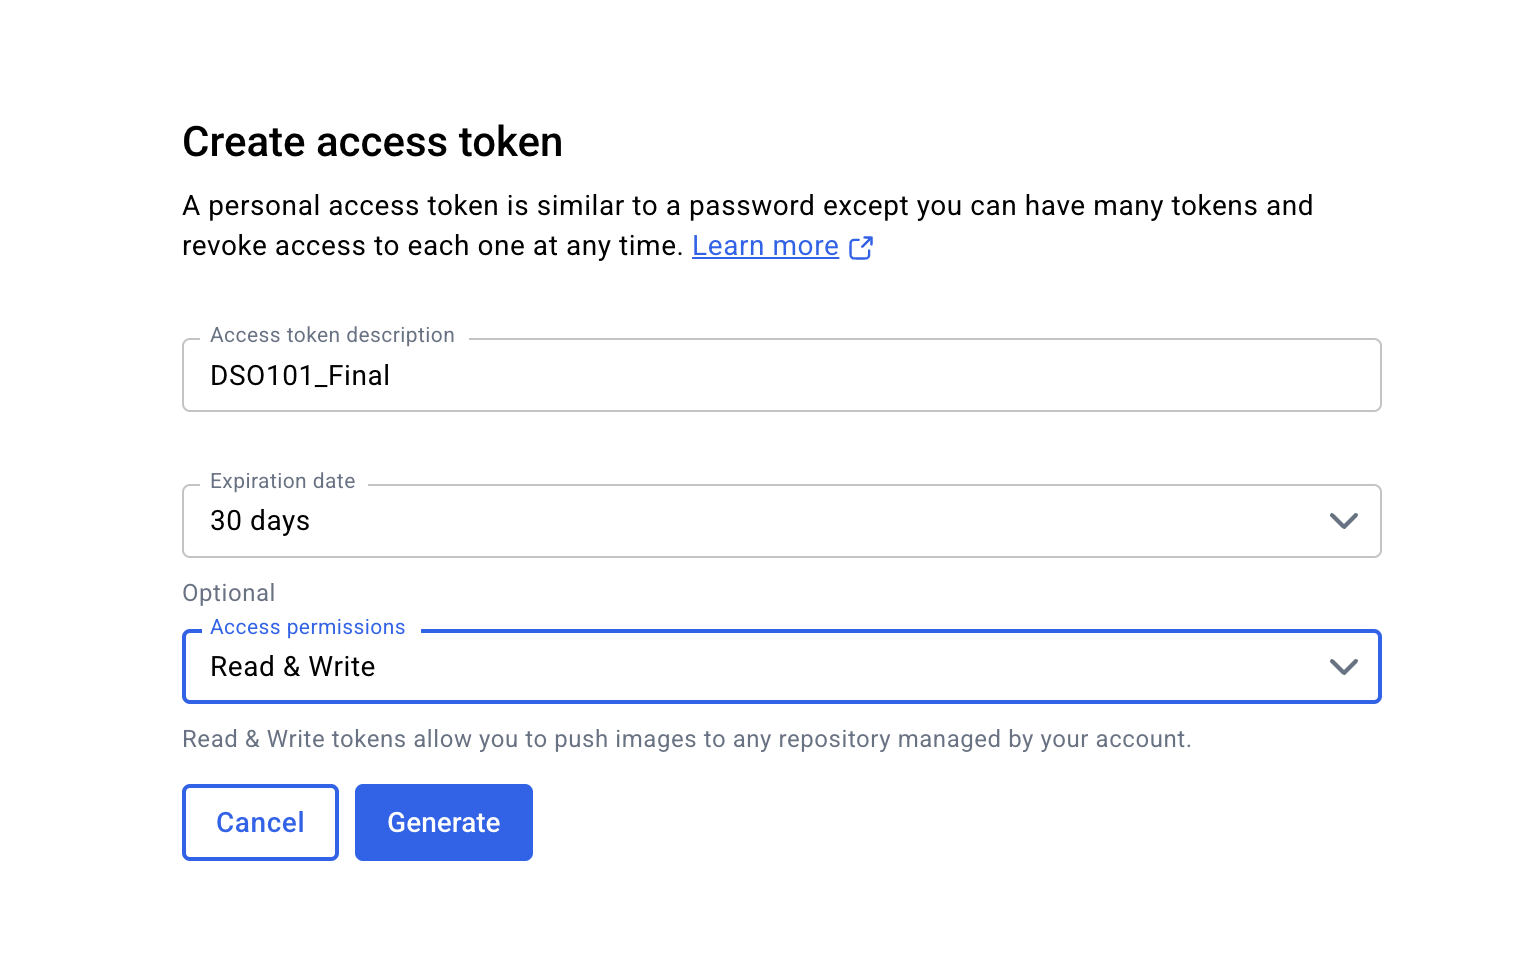 Create access token
A personal access token is similar to a password except you can have many tokens and
revoke access to each one at any time. Learn more
Access token description
DSO101_Final
Expiration date
30 days
Optional
Access permissions
Read & Write
Read & Write tokens allow you to push images to any repository managed by your account.
Cancel Generate